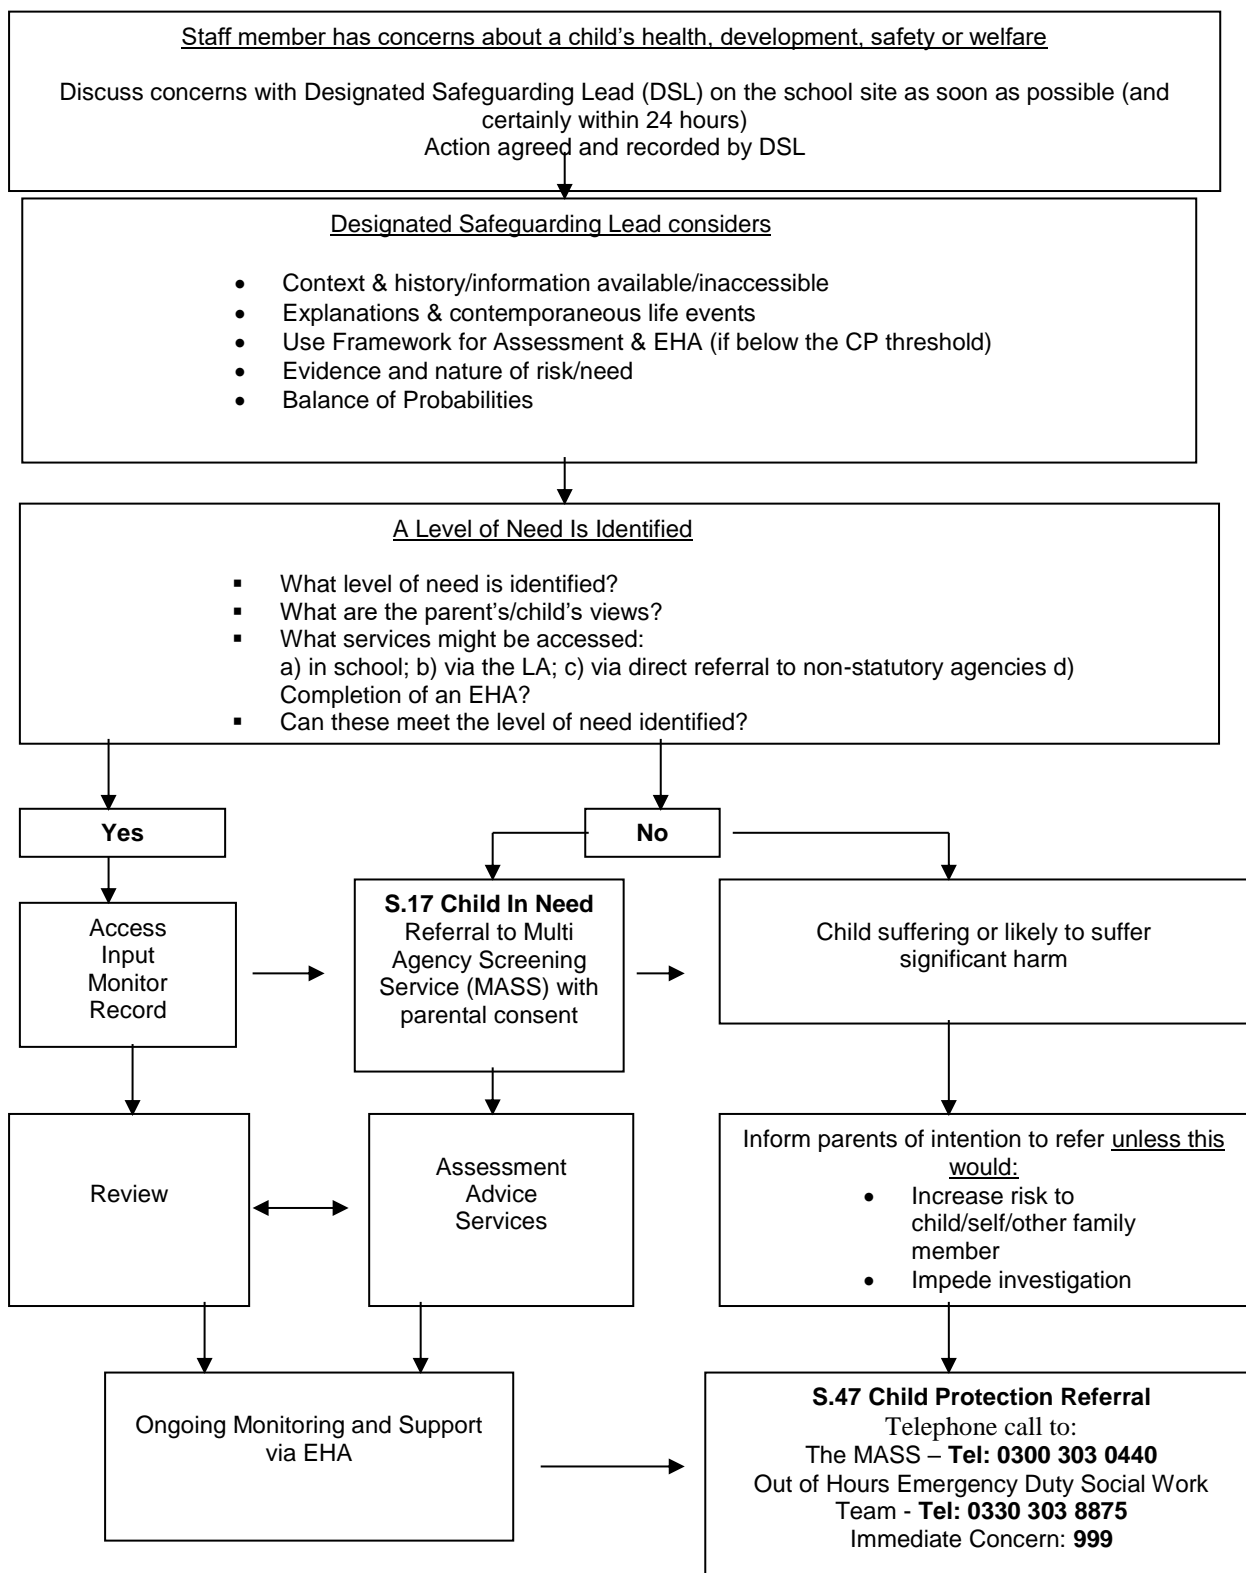 Staff member has concerns about a child's health, development, safety or welfare
Discuss concerns with Designated Safeguarding Lead (DSL) on the school site as soon as possible (and
certainly within 24 hours)
Action agreed and recorded by DSL
Designated Safeguarding Lead considers
• Context & history/information available/inaccessible
• Explanations & contemporaneous life events
• Use Framework for Assessment & EHA (if below the CP threshold)
• Evidence and nature of risk/need
• Balance of Probabilities
A Level of Need Is Identified
▪ What level of need is identified?
▪ What are the parent's/child's views?
▪ What services might be accessed:
a) in school; b) via the LA; c) via direct referral to non-statutory agencies d)
Completion of an EHA?
▪ Can these meet the level of need identified?
Yes
No
Access
Input
Monitor
Record
S.17 Child In Need
Referral to Multi
Agency Screening
Service (MASS) with
parental consent
Child suffering or likely to suffer
significant harm
Review
Assessment
Advice
Services
Inform parents of intention to refer unless this
would:
• Increase risk to
child/self/other family
member
• Impede investigation
Ongoing Monitoring and Support
via EHA
S.47 Child Protection Referral
Telephone call to:
The MASS – Tel: 0300 303 0440
Out of Hours Emergency Duty Social Work
Team - Tel: 0330 303 8875
Immediate Concern: 999